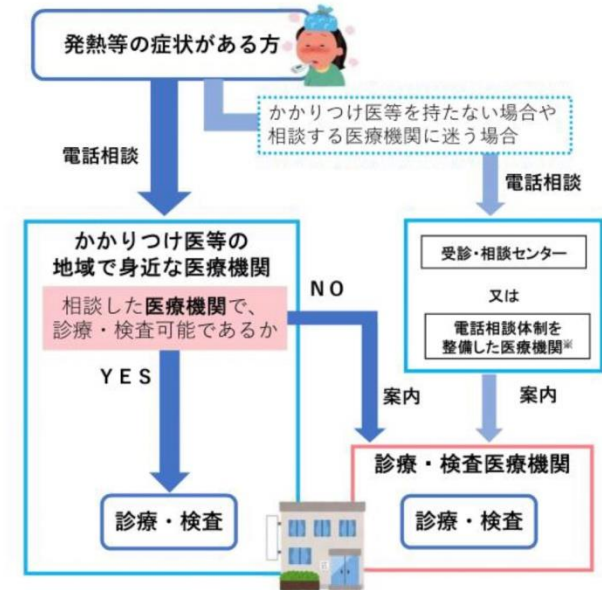 発熱等の症状がある方
かかりつけ医等を持たない場合や
相談する医療機関に迷う場合
電話相談
電話相談
かかりつけ医等の
地域で身近な医療機関
相談した医療機関で、
診療・検査可能であるか
NO
YES
受診・相談センター
又は
電話相談体制を
整備した医療機関※
案内
案内
診療・検査医療機関
診療・検査
診療・検査